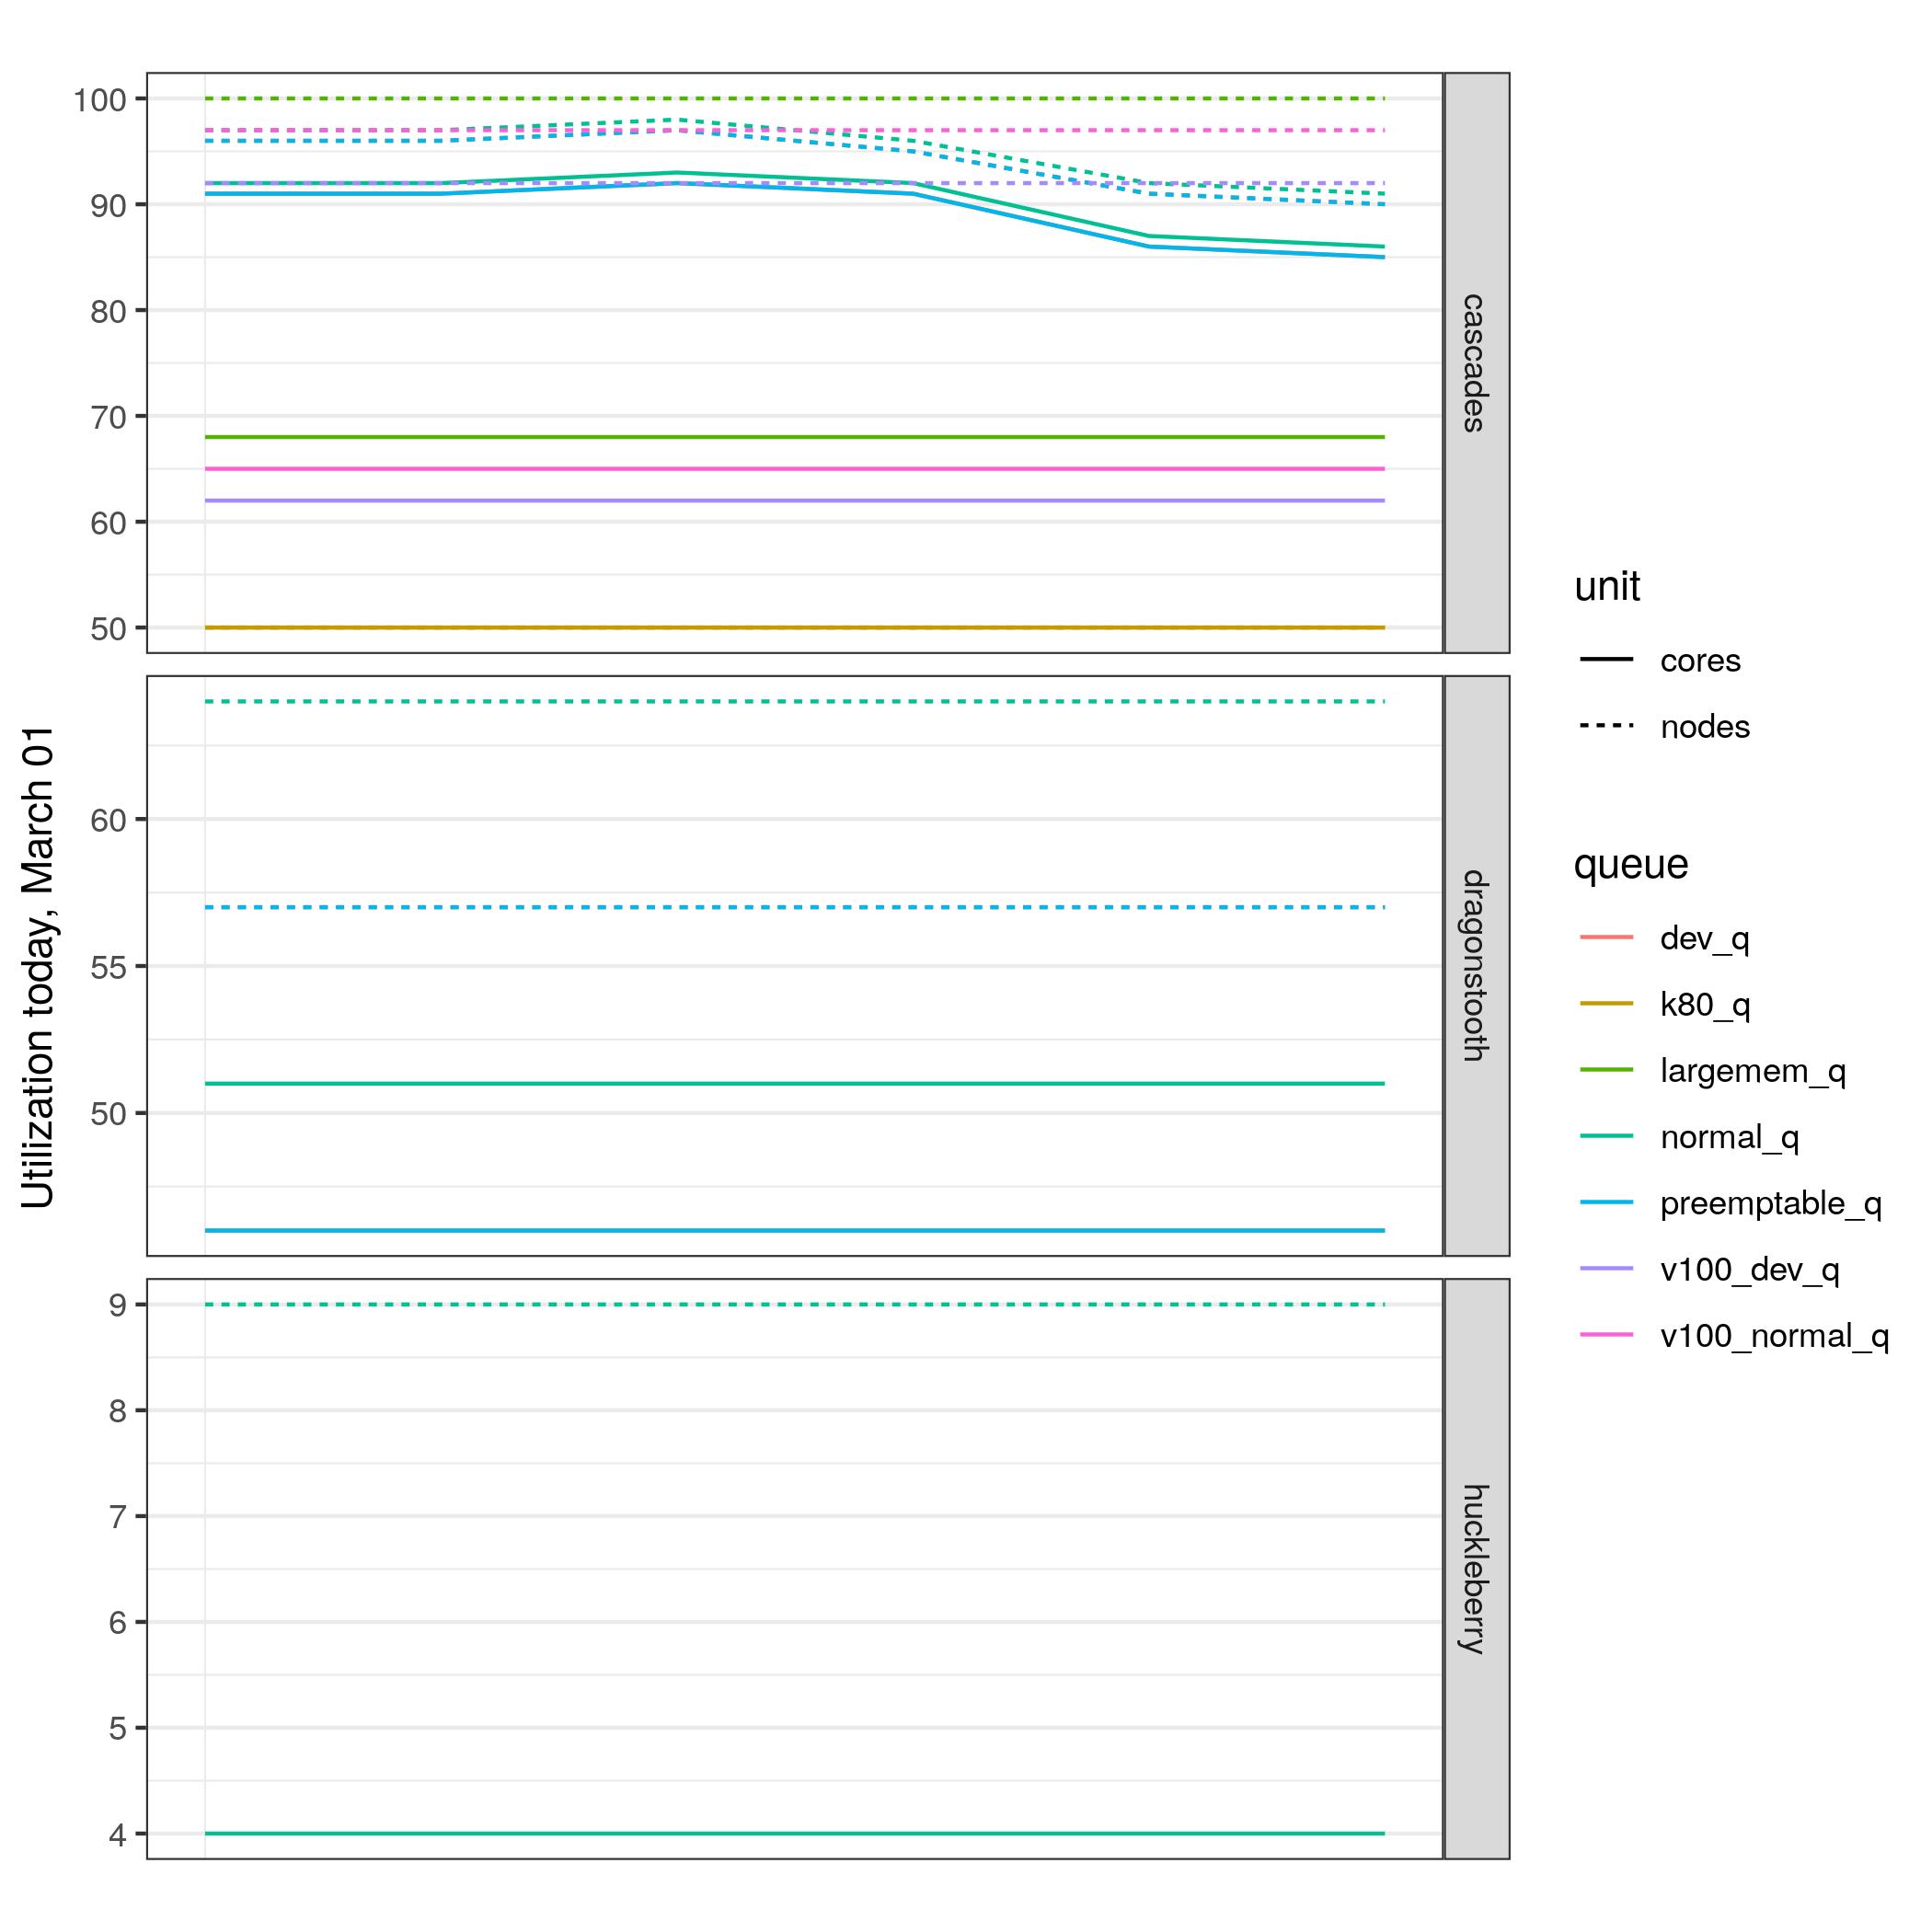 Utilization today, March 01
100
90
80
70
60
50
cascades
60
55
50
dragonstooth
9
8
7
6
5
4
huckleberry
unit
cores
nodes
queue
dev_q
k80_q
largemem_q
normal_q
preemptable_q
v100_dev_q
v100_normal_q